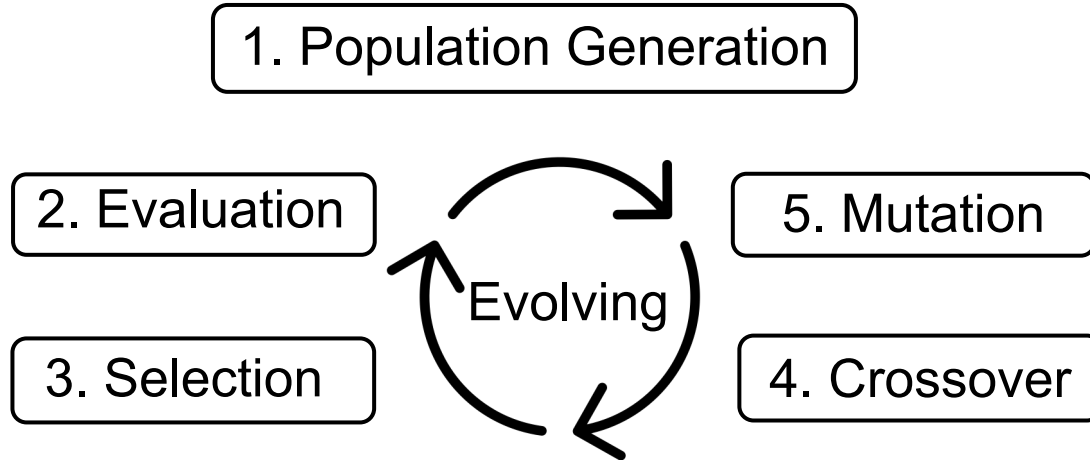 1. Population Generation
2. Evaluation
5. Mutation
Evolving
3. Selection
4. Crossover